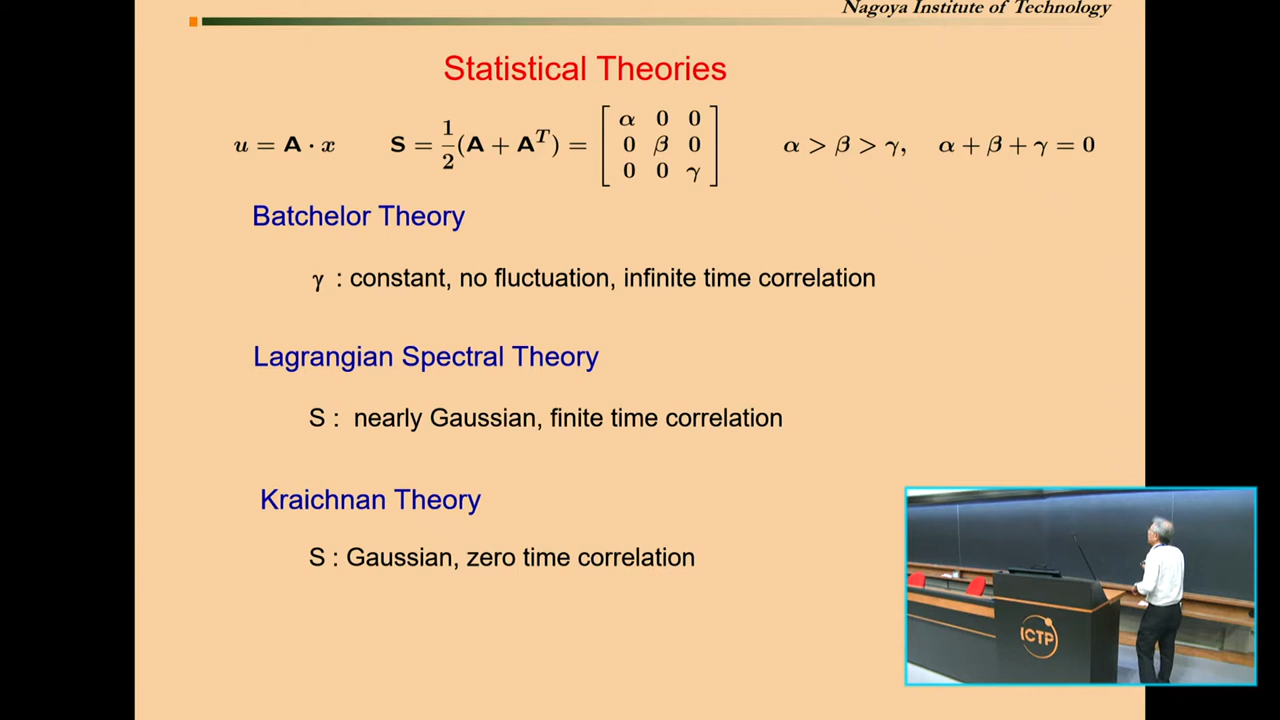 Nagoya Institute of Technology
Statistical Theories
u = A · x   S = 1/2 (A + A^T) = [ α 0 0 ; 0 β 0 ; 0 0 γ ]   α > β > γ,   α + β + γ = 0
Batchelor Theory
γ : constant, no fluctuation, infinite time correlation
Lagrangian Spectral Theory
S : nearly Gaussian, finite time correlation
Kraichnan Theory
S : Gaussian, zero time correlation
ICTP